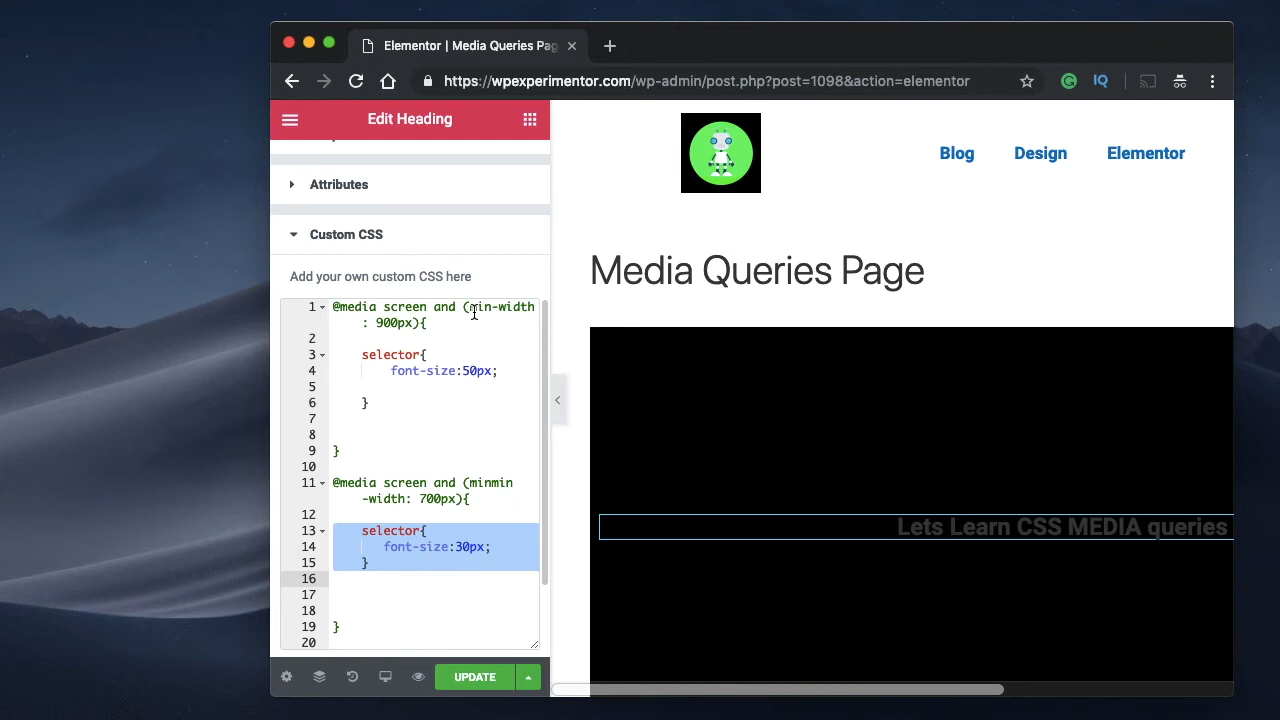 Elementor | Media Queries Pag
https://wpexperimentor.com/wp-admin/post.php?post=1098&action=elementor
Edit Heading
Attributes
Custom CSS
Add your own custom CSS here
1 @media screen and (min-width
: 900px){
2
3 selector{
4 font-size:50px;
5
6 }
7
8
9 }
10
11 @media screen and (minmin
-width: 700px){
12
13 selector{
14 font-size:30px;
15 }
16
17
18
19 }
20
UPDATE
Blog Design Elementor
Media Queries Page
Lets Learn CSS MEDIA queries